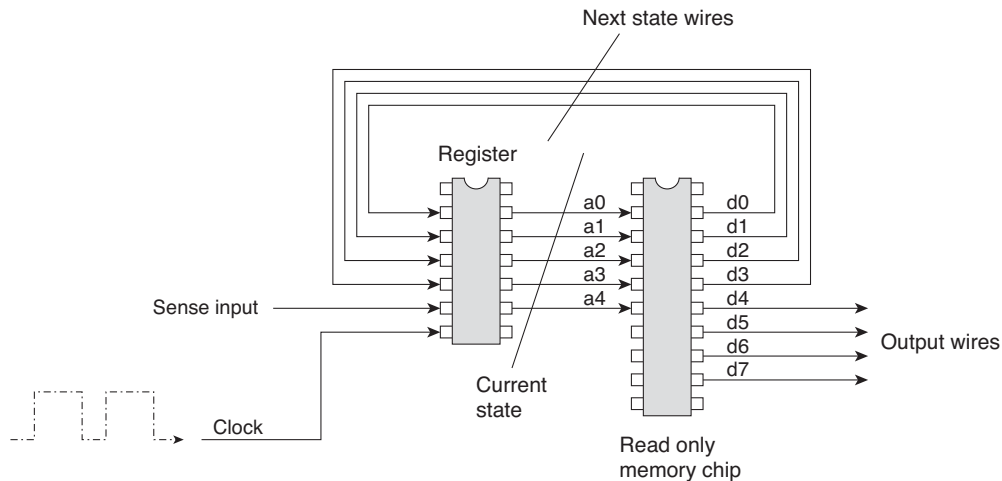 Next state wires
Register
a0
d0
a1
d1
a2
d2
a3
d3
Sense input
a4
d4
d5
Output wires
d6
d7
Current
state
Clock
Read only
memory chip